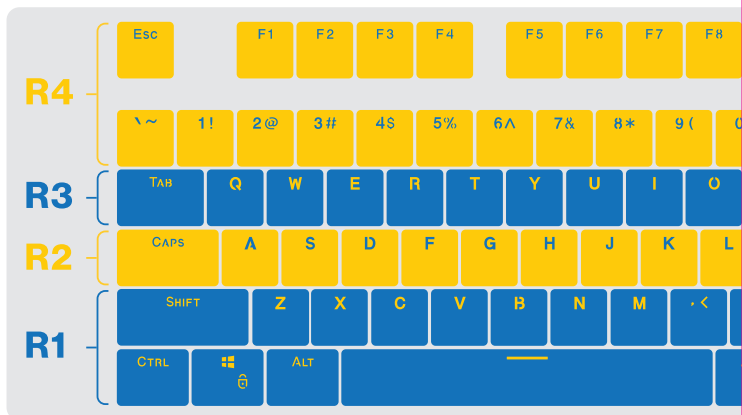 Esc F1 F2 F3 F4 F5 F6 F7 F8
R4
`~ 1! 2@ 3# 4$ 5% 6^ 7& 8* 9(
R3 TAB Q W E R T Y U I O
R2 CAPS A S D F G H J K L
SHIFT Z X C V B N M ,<
R1
CTRL ALT